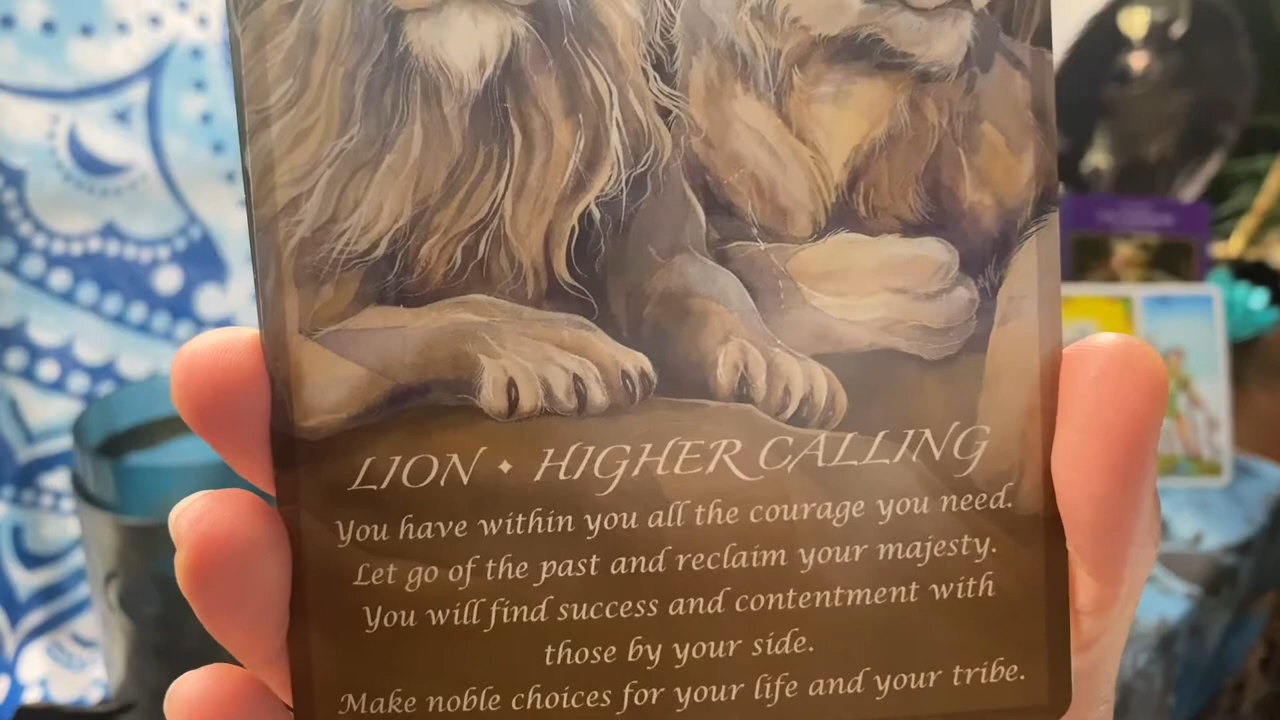 LION ✦ HIGHER CALLING
You have within you all the courage you need.
Let go of the past and reclaim your majesty.
You will find success and contentment with
those by your side.
Make noble choices for your life and your tribe.